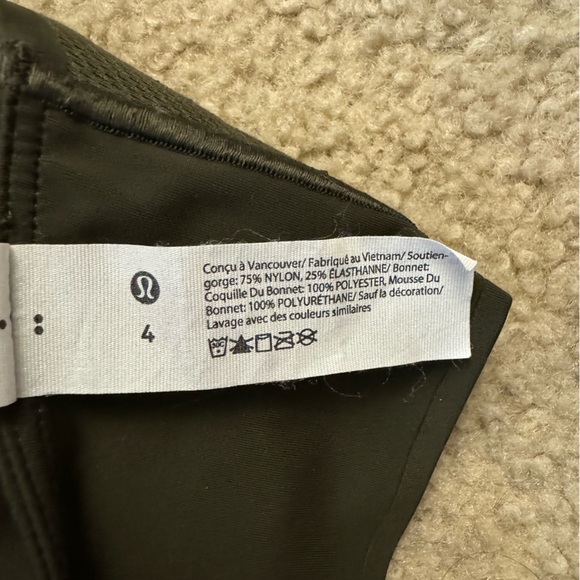 Conçu à Vancouver/ Fabriqué au Vietnam/ Soutien-
gorge: 75% NYLON, 25% ÉLASTHANNE/ Bonnet:
Coquille Du Bonnet: 100% POLYESTER, Mousse Du
Bonnet: 100% POLYURÉTHANE/ Sauf la décoration/
Lavage avec des couleurs similaires
30C
4